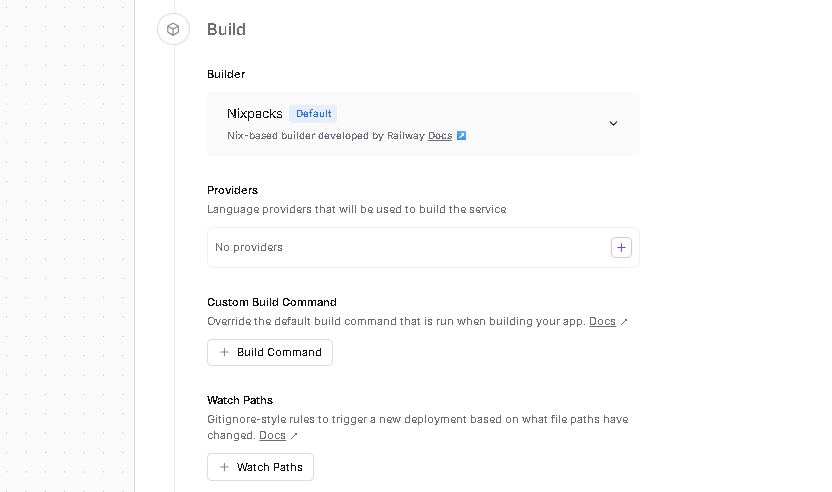 Build
Builder
Nixpacks Default
Nix-based builder developed by Railway Docs ↗
Providers
Language providers that will be used to build the service
No providers
Custom Build Command
Override the default build command that is run when building your app. Docs ↗
+ Build Command
Watch Paths
Gitignore-style rules to trigger a new deployment based on what file paths have
changed. Docs ↗
+ Watch Paths